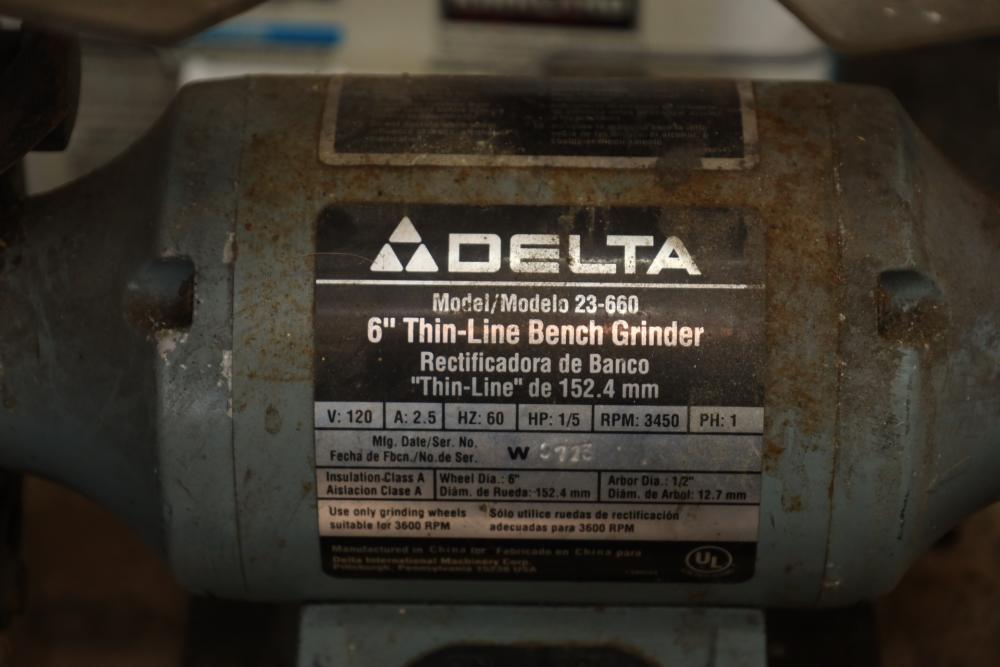 DELTA
Model/Modelo 23-660
6" Thin-Line Bench Grinder
Rectificadora de Banco
"Thin-Line" de 152.4 mm
V: 120 A: 2.5 HZ: 60 HP: 1/5 RPM: 3450 PH: 1
Mfg. Date/Ser. No.
Fecha de Fbcn./No.de Ser. W
Insulation-Class A Wheel Dia.: 6" Arbor Dia.: 1/2"
Aislacion Clase A Diám. de Rueda: 152.4 mm Diám. de Arbol: 12.7 mm
Use only grinding wheels Sólo utilice ruedas de rectificación
suitable for 3600 RPM adecuadas para 3600 RPM
Manufactured in China for Fabricado en China para
Delta International Machinery Corp.
Pittsburgh, Pennsylvania 15238 USA
UL